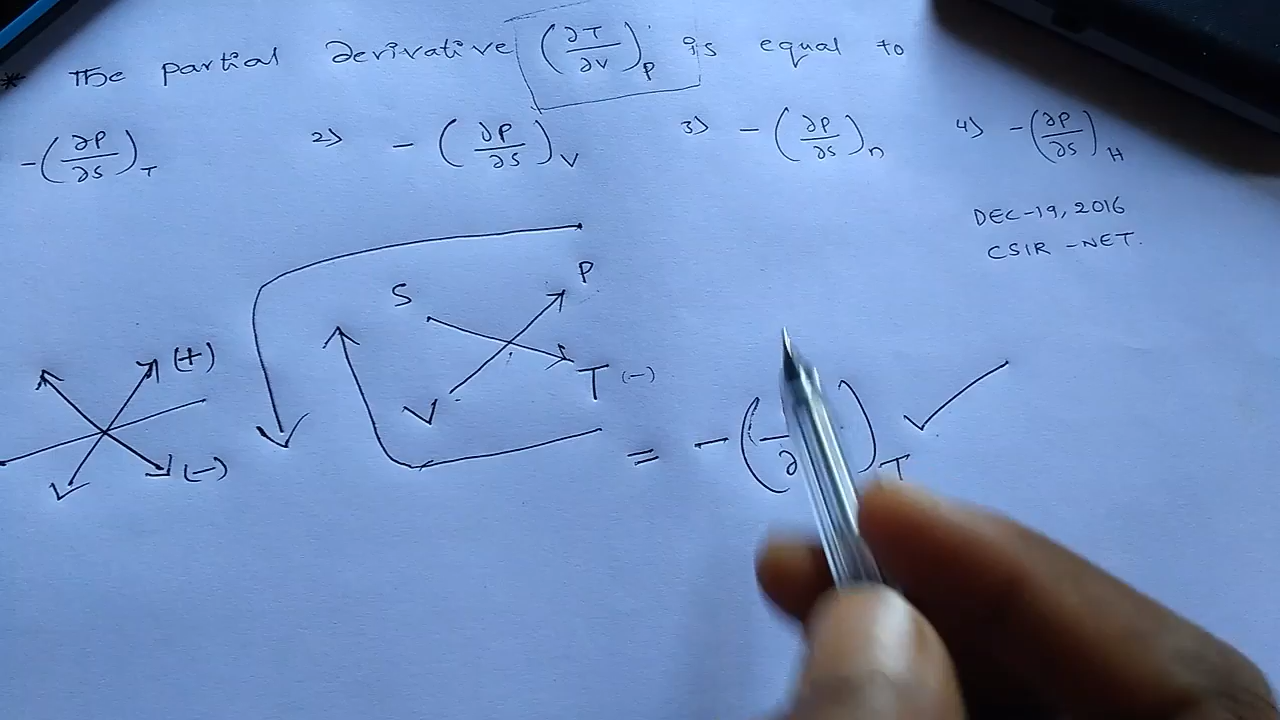 * The partial derivative (∂T/∂V)_P is equal to
-(∂P/∂S)_T 2) -(∂P/∂S)_V 3) -(∂P/∂S)_n 4) -(∂P/∂S)_H
DEC-19, 2016
CSIR -NET.
S P
(+)
V T (-)
(-)
= -( ∂ )_T